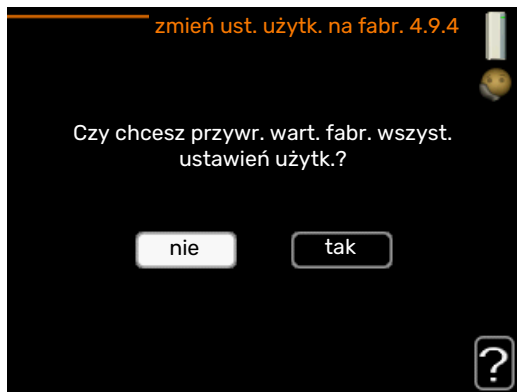 zmień ust. użytk. na fabr. 4.9.4
Czy chcesz przywr. wart. fabr. wszyst.
ustawień użytk.?
nie
tak
?